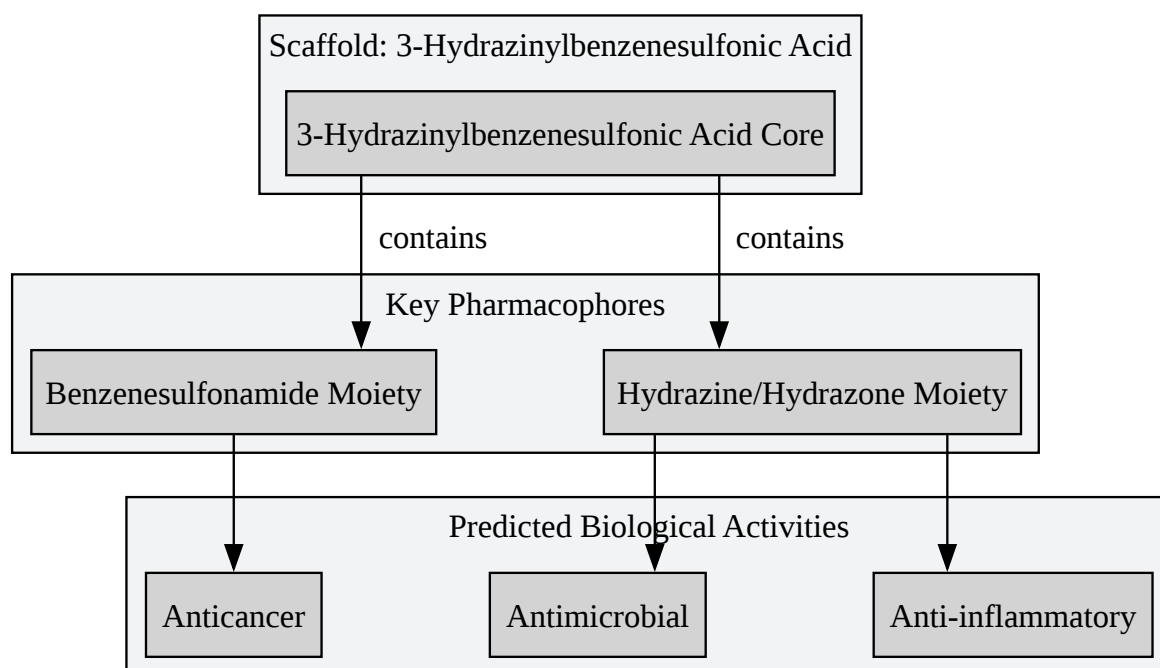 Scaffold: 3-Hydrazinylbenzenesulfonic Acid
3-Hydrazinylbenzenesulfonic Acid Core
contains
contains
Key Pharmacophores
Benzenesulfonamide Moiety
Hydrazine/Hydrazone Moiety
Predicted Biological Activities
Anticancer
Antimicrobial
Anti-inflammatory